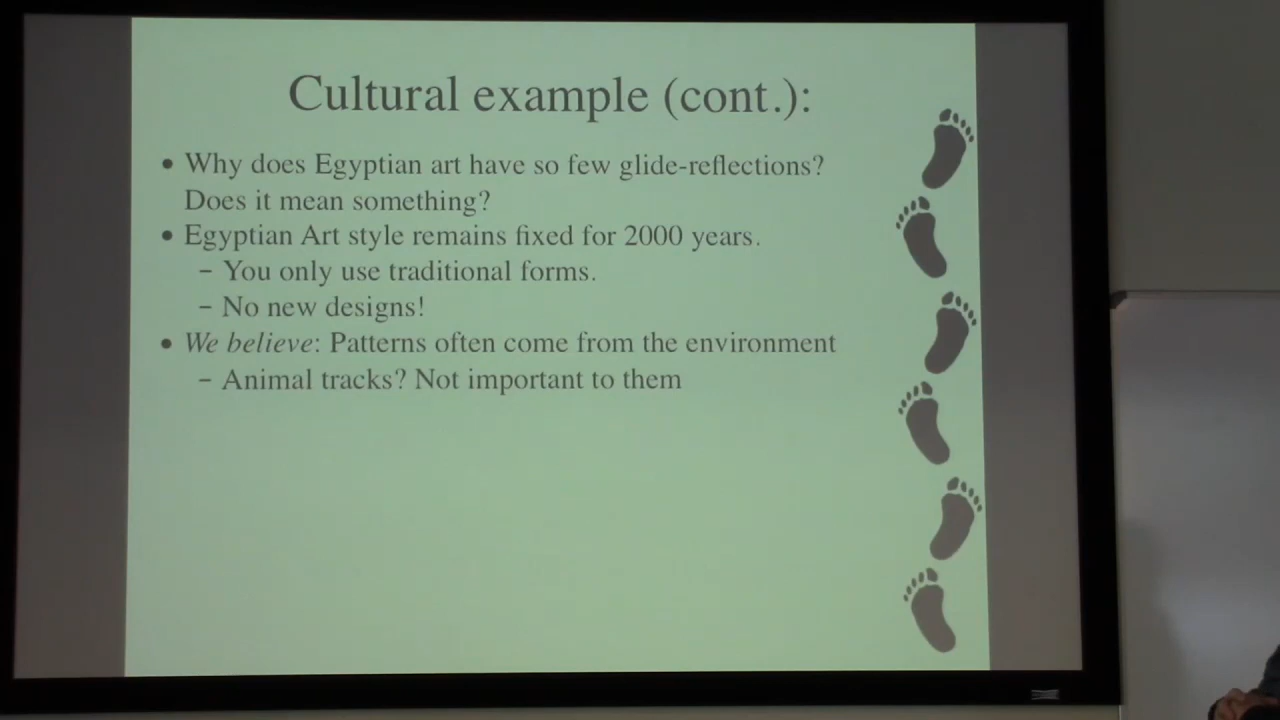 Cultural example (cont.):
• Why does Egyptian art have so few glide-reflections?
Does it mean something?
• Egyptian Art style remains fixed for 2000 years.
– You only use traditional forms.
– No new designs!
• We believe: Patterns often come from the environment
– Animal tracks? Not important to them